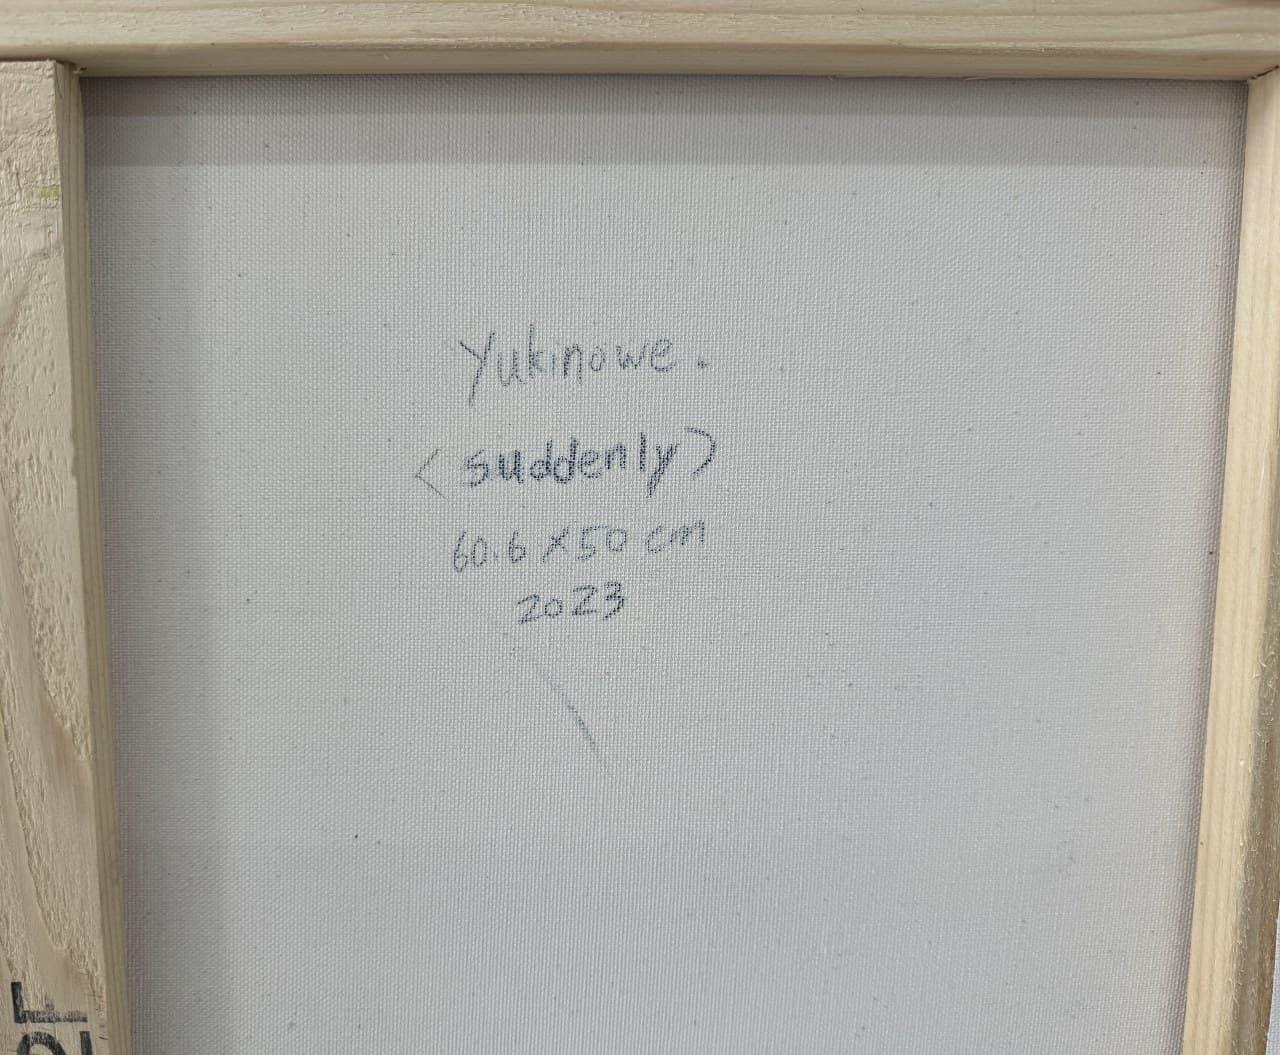 Yukinowe.
<suddenly>
60.6 x 50 cm
2023